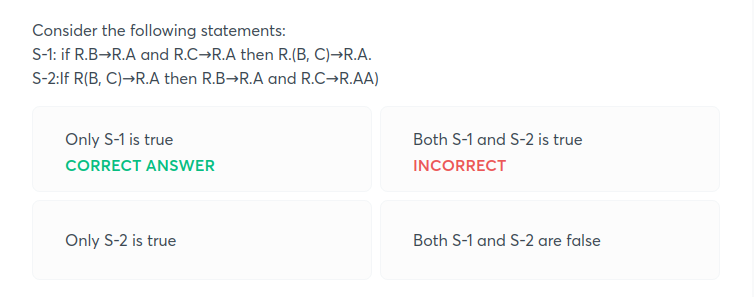 Consider the following statements:
S-1: if R.B→R.A and R.C→R.A then R.(B, C)→R.A.
S-2:If R(B, C)→R.A then R.B→R.A and R.C→R.AA)
Only S-1 is true
CORRECT ANSWER
Both S-1 and S-2 is true
INCORRECT
Only S-2 is true
Both S-1 and S-2 are false